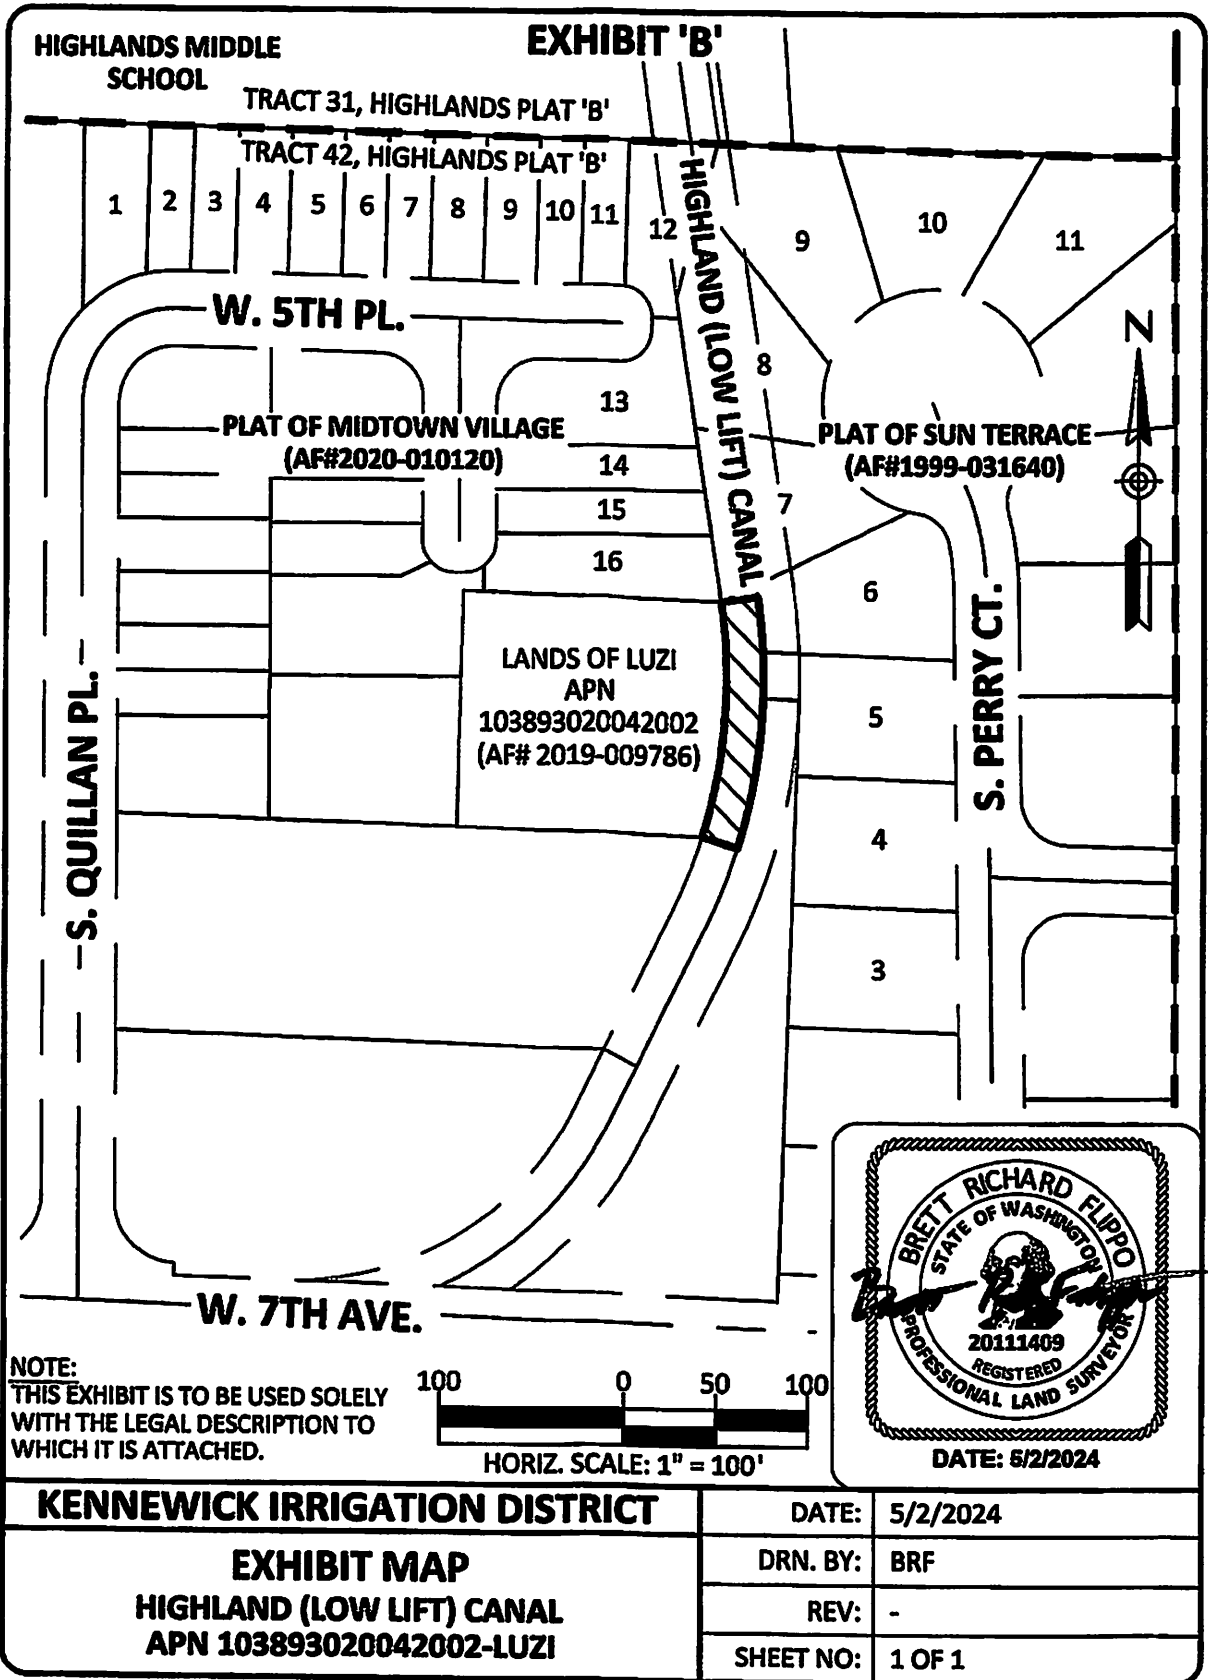 EXHIBIT 'B'
HIGHLANDS MIDDLE
SCHOOL
TRACT 31, HIGHLANDS PLAT 'B'
TRACT 42, HIGHLANDS PLAT 'B'
1 2 3 4 5 6 7 8 9 10 11 12
9 10 11
HIGHLAND (LOW LIFT) CANAL
W. 5TH PL.
N
8
13
PLAT OF MIDTOWN VILLAGE
(AF#2020-010120)
PLAT OF SUN TERRACE
(AF#1999-031640)
14
15
7
16
6
LANDS OF LUZI
APN
103893020042002
(AF# 2019-009786)
S. QUILLAN PL.
S. PERRY CT.
5
4
3
W. 7TH AVE.
BRETT RICHARD FLIPPO
STATE OF WASHINGTON
20111409
REGISTERED
PROFESSIONAL LAND SURVEYOR
DATE: 5/2/2024
NOTE:
THIS EXHIBIT IS TO BE USED SOLELY
WITH THE LEGAL DESCRIPTION TO
WHICH IT IS ATTACHED.
100 0 50 100
HORIZ. SCALE: 1" = 100'
KENNEWICK IRRIGATION DISTRICT
EXHIBIT MAP
HIGHLAND (LOW LIFT) CANAL
APN 103893020042002-LUZI
DATE: 5/2/2024
DRN. BY: BRF
REV: -
SHEET NO: 1 OF 1